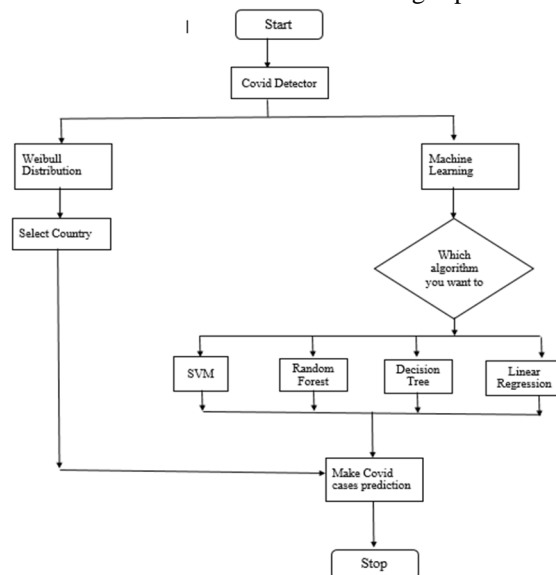 Start
Covid Detector
Weibull
Distribution
Machine
Learning
Select Country
Which
algorithm
you want to
SVM
Random
Forest
Decision
Tree
Linear
Regression
Make Covid
cases prediction
Stop